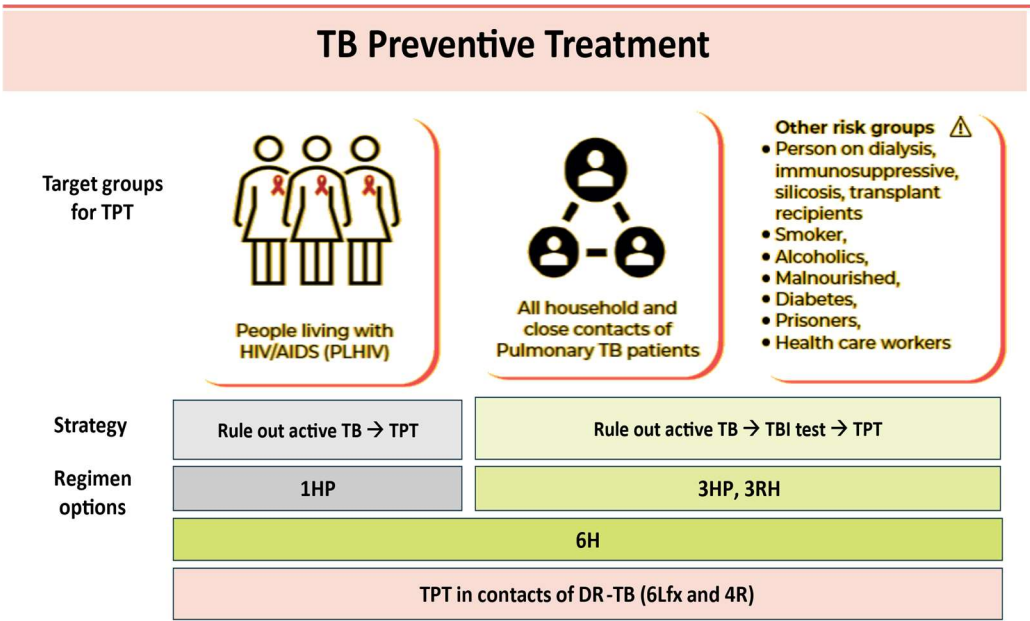 TB Preventive Treatment
Target groups
for TPT
People living with
HIV/AIDS (PLHIV)
All household and
close contacts of
Pulmonary TB patients
Other risk groups
• Person on dialysis,
immunosuppressive,
silicosis, transplant
recipients
• Smoker,
• Alcoholics,
• Malnourished,
• Diabetes,
• Prisoners,
• Health care workers
Strategy
Rule out active TB → TPT
Rule out active TB → TBI test → TPT
Regimen
options
1HP
3HP, 3RH
6H
TPT in contacts of DR-TB (6Lfx and 4R)